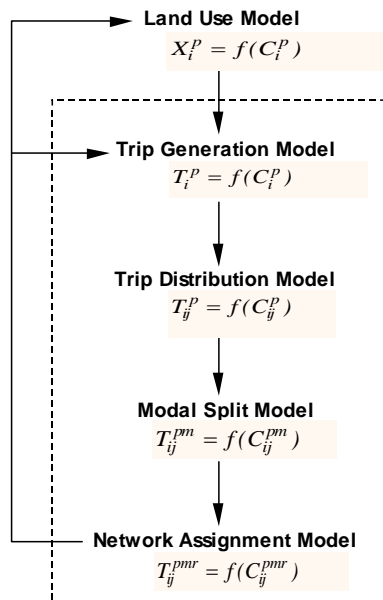 Land Use Model
X_i^p = f(C_i^p)
Trip Generation Model
T_i^p = f(C_i^p)
Trip Distribution Model
T_ij^p = f(C_ij^p)
Modal Split Model
T_ij^pm = f(C_ij^pm)
Network Assignment Model
T_ij^pmr = f(C_ij^pmr)